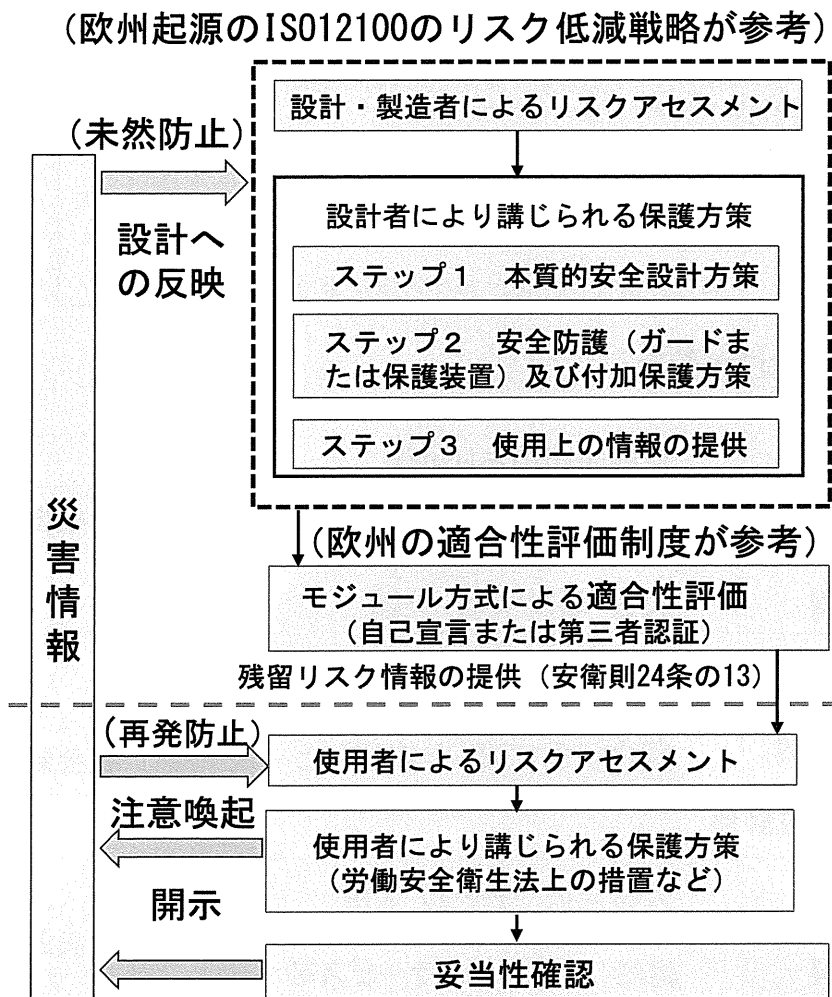 (欧州起源のISO12100のリスク低減戦略が参考)
設計・製造者によるリスクアセスメント
(未然防止)
設計へ
の反映
設計者により講じられる保護方策
ステップ1 本質的安全設計方策
ステップ2 安全防護(ガードま
たは保護装置)及び付加保護方策
ステップ3 使用上の情報の提供
災害情報
(欧州の適合性評価制度が参考)
モジュール方式による適合性評価
(自己宣言または第三者認証)
残留リスク情報の提供(安衛則24条の13)
(再発防止)
使用者によるリスクアセスメント
注意喚起
使用者により講じられる保護方策
(労働安全衛生法上の措置など)
開示
妥当性確認